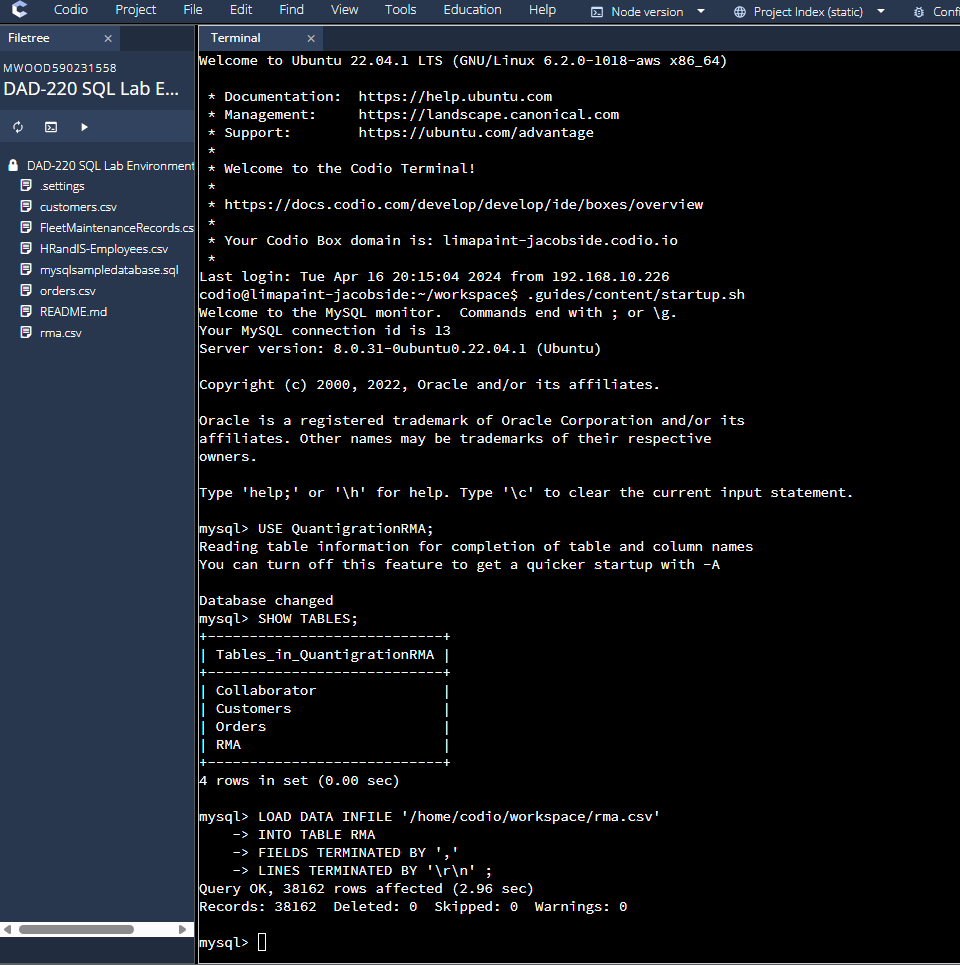 Codio Project File Edit Find View Tools Education Help Node version Project Index (static) Confi
Filetree ×
Terminal ×
MWOOD590231558
DAD-220 SQL Lab E...
DAD-220 SQL Lab Environment
.settings
customers.csv
FleetMaintenanceRecords.cs
HRandIS-Employees.csv
mysqlsampledatabase.sql
orders.csv
README.md
rma.csv
Welcome to Ubuntu 22.04.1 LTS (GNU/Linux 6.2.0-1018-aws x86_64)
* Documentation:  https://help.ubuntu.com
* Management:     https://landscape.canonical.com
* Support:        https://ubuntu.com/advantage
*
* Welcome to the Codio Terminal!
*
* https://docs.codio.com/develop/develop/ide/boxes/overview
*
* Your Codio Box domain is: limapaint-jacobside.codio.io
*
Last login: Tue Apr 16 20:15:04 2024 from 192.168.10.226
codio@limapaint-jacobside:~/workspace$ .guides/content/startup.sh
Welcome to the MySQL monitor.  Commands end with ; or \g.
Your MySQL connection id is 13
Server version: 8.0.31-0ubuntu0.22.04.1 (Ubuntu)
Copyright (c) 2000, 2022, Oracle and/or its affiliates.
Oracle is a registered trademark of Oracle Corporation and/or its
affiliates. Other names may be trademarks of their respective
owners.
Type 'help;' or '\h' for help. Type '\c' to clear the current input statement.
mysql> USE QuantigrationRMA;
Reading table information for completion of table and column names
You can turn off this feature to get a quicker startup with -A
Database changed
mysql> SHOW TABLES;
+----------------------------+
| Tables_in_QuantigrationRMA |
+----------------------------+
| Collaborator               |
| Customers                  |
| Orders                     |
| RMA                        |
+----------------------------+
4 rows in set (0.00 sec)
mysql> LOAD DATA INFILE '/home/codio/workspace/rma.csv'
    -> INTO TABLE RMA
    -> FIELDS TERMINATED BY ','
    -> LINES TERMINATED BY '\r\n' ;
Query OK, 38162 rows affected (2.96 sec)
Records: 38162  Deleted: 0  Skipped: 0  Warnings: 0
mysql>